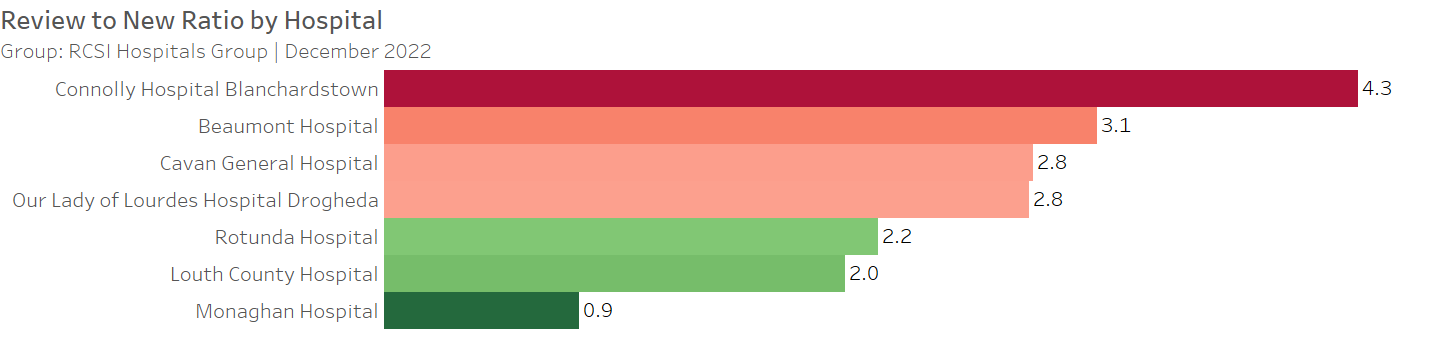 Review to New Ratio by Hospital
Group: RCSI Hospitals Group | December 2022
Connolly Hospital Blanchardstown 4.3
Beaumont Hospital 3.1
Cavan General Hospital 2.8
Our Lady of Lourdes Hospital Drogheda 2.8
Rotunda Hospital 2.2
Louth County Hospital 2.0
Monaghan Hospital 0.9